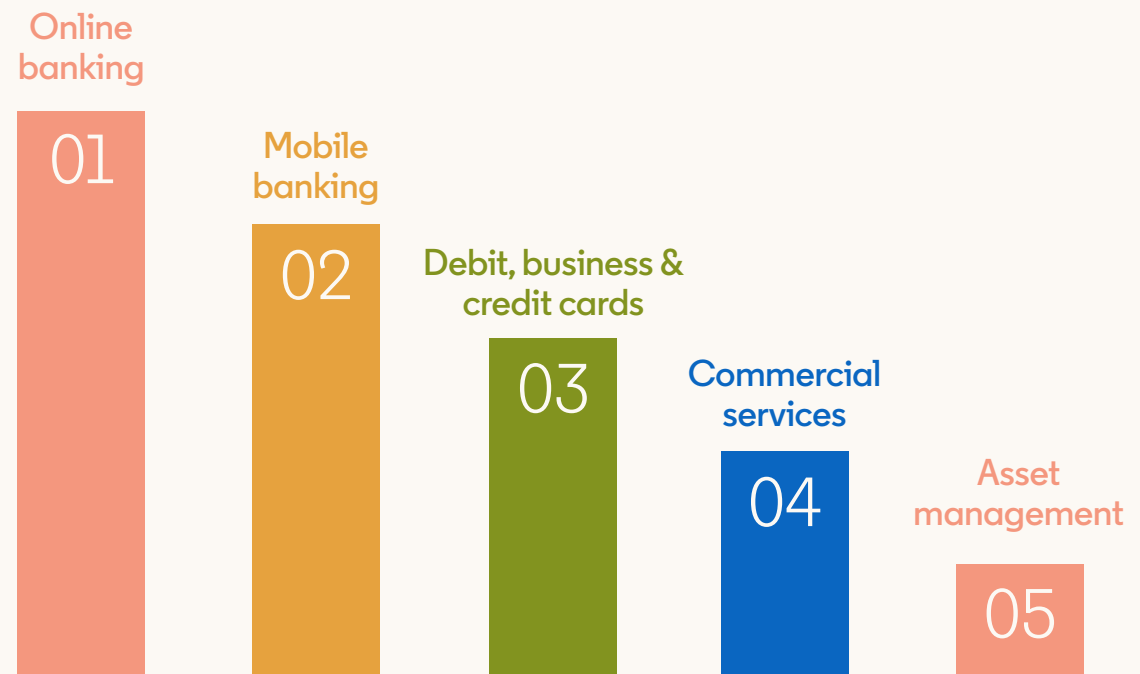 Online
banking
01
Mobile
banking
02
Debit, business &
credit cards
03
Commercial
services
04
Asset
management
05